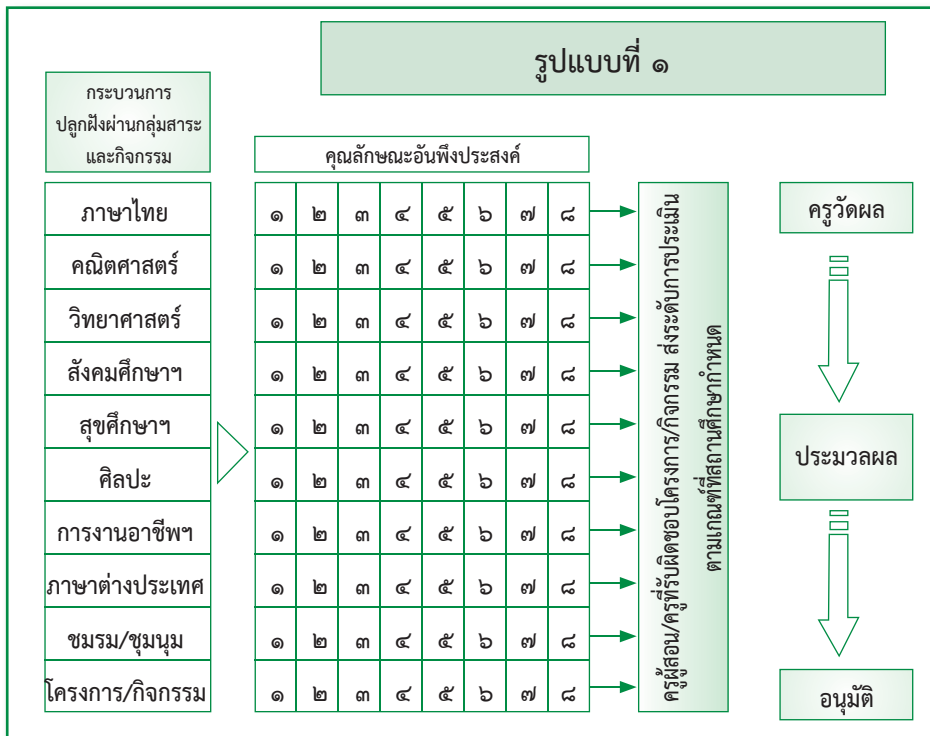 รูปแบบที่ ๑
กระบวนการ
ปลูกฝังผ่านกลุ่มสาระ
และกิจกรรม
คุณลักษณะอันพึงประสงค์
ภาษาไทย ๑ ๒ ๓ ๔ ๕ ๖ ๗ ๘
คณิตศาสตร์ ๑ ๒ ๓ ๔ ๕ ๖ ๗ ๘
วิทยาศาสตร์ ๑ ๒ ๓ ๔ ๕ ๖ ๗ ๘
สังคมศึกษาฯ ๑ ๒ ๓ ๔ ๕ ๖ ๗ ๘
สุขศึกษาฯ ๑ ๒ ๓ ๔ ๕ ๖ ๗ ๘
ศิลปะ ๑ ๒ ๓ ๔ ๕ ๖ ๗ ๘
การงานอาชีพฯ ๑ ๒ ๓ ๔ ๕ ๖ ๗ ๘
ภาษาต่างประเทศ ๑ ๒ ๓ ๔ ๕ ๖ ๗ ๘
ชมรม/ชุมนุม ๑ ๒ ๓ ๔ ๕ ๖ ๗ ๘
โครงการ/กิจกรรม ๑ ๒ ๓ ๔ ๕ ๖ ๗ ๘
ครูผู้สอน/ครูที่รับผิดชอบโครงการ/กิจกรรม ส่งระดับการประเมิน
ตามเกณฑ์ที่สถานศึกษากำหนด
ครูวัดผล
ประมวลผล
อนุมัติ